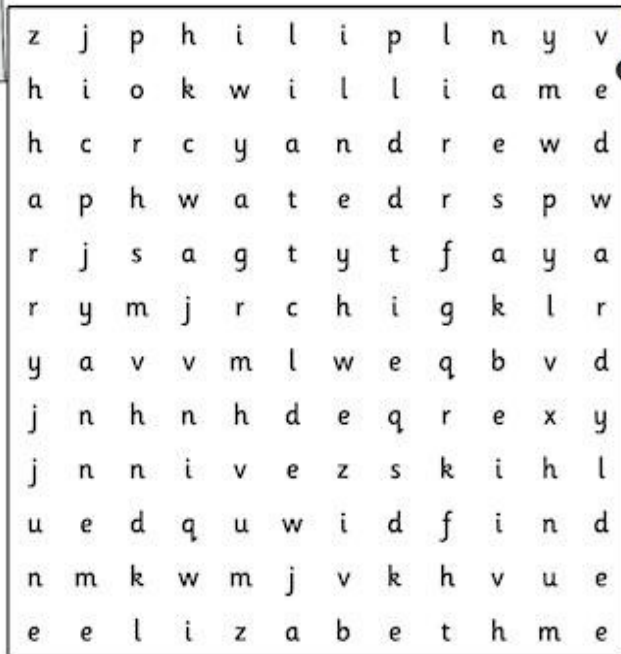 z j p h i l i p l n y v
h i o k w i l l i a m e
h c r c y a n d r e w d
a p h w a t e d r s p w
r j s a g t y t f a y a
r y m j r c h i g k l r
y a v v m l w e q b v d
j n h n h d e q r e x y
j n n i v e z s k i h l
u e d q u w i d f i n d
n m k w m j v k h v u e
e e l i z a b e t h m e